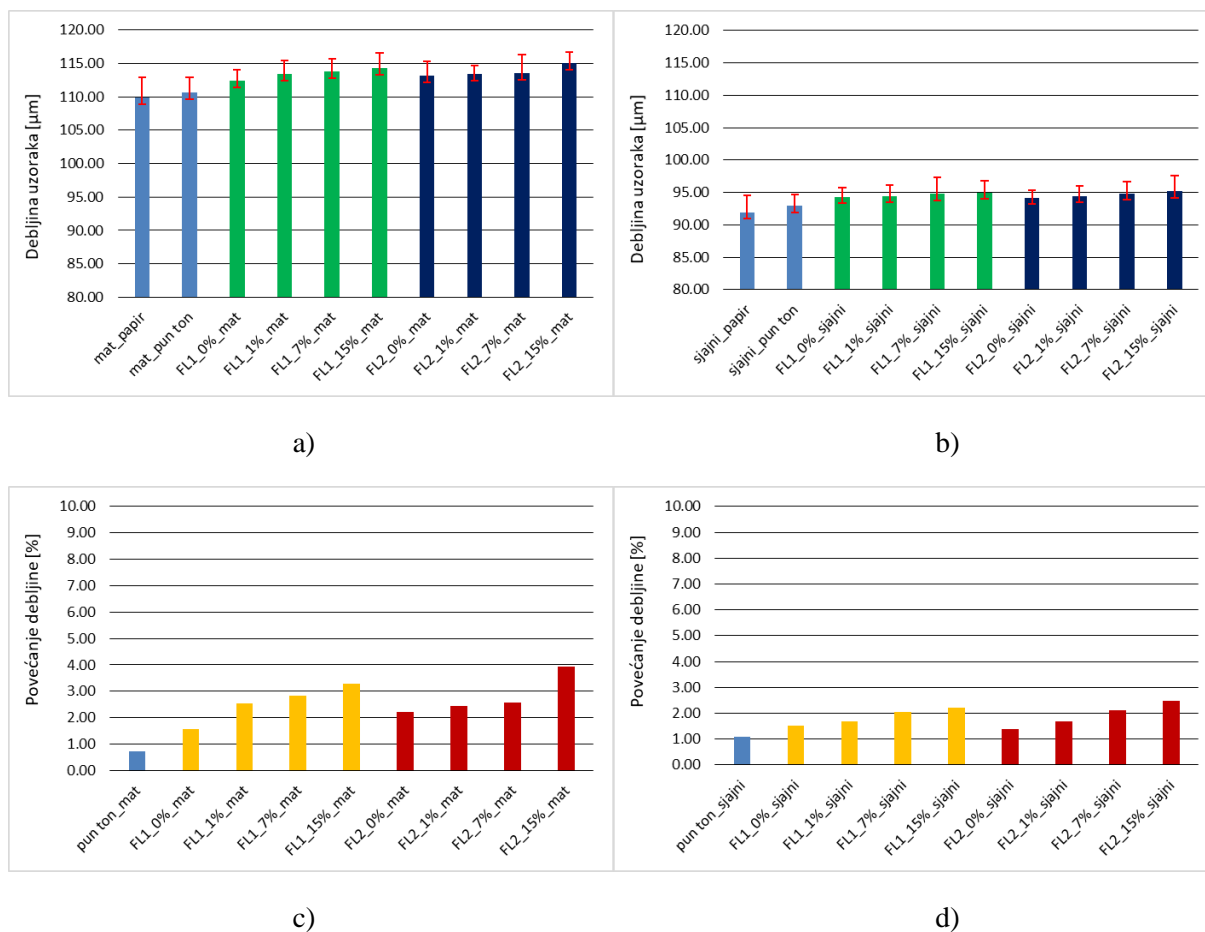 120.00
115.00
110.00
105.00
100.00
95.00
90.00
85.00
80.00
Debljina uzoraka [µm]
mat_papir
mat_pun ton
FL1_0%_mat
FL1_1%_mat
FL1_7%_mat
FL1_15%_mat
FL2_0%_mat
FL2_1%_mat
FL2_7%_mat
FL2_15%_mat
a)
120.00
115.00
110.00
105.00
100.00
95.00
90.00
85.00
80.00
Debljina uzoraka [µm]
sjajni_papir
sjajni_pun ton
FL1_0%_sjajni
FL1_1%_sjajni
FL1_7%_sjajni
FL1_15%_sjajni
FL2_0%_sjajni
FL2_1%_sjajni
FL2_7%_sjajni
FL2_15%_sjajni
b)
10.00
9.00
8.00
7.00
6.00
5.00
4.00
3.00
2.00
1.00
0.00
Povećanje debljine [%]
pun ton_mat
FL1_0%_mat
FL1_1%_mat
FL1_7%_mat
FL1_15%_mat
FL2_0%_mat
FL2_1%_mat
FL2_7%_mat
FL2_15%_mat
c)
10.00
9.00
8.00
7.00
6.00
5.00
4.00
3.00
2.00
1.00
0.00
Povećanje debljine [%]
pun ton_sjajni
FL1_0%_sjajni
FL1_1%_sjajni
FL1_7%_sjajni
FL1_15%_sjajni
FL2_0%_sjajni
FL2_1%_sjajni
FL2_7%_sjajni
FL2_15%_sjajni
d)